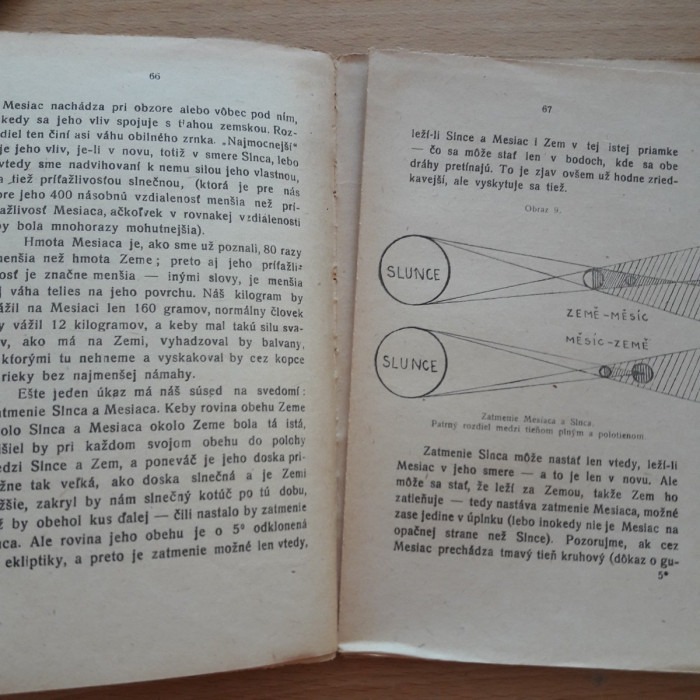 66
Mesiac nachádza pri obzore alebo vôbec pod ním,
kedy sa jeho vliv spojuje s ťahou zemskou. Roz-
diel ten činí asi váhu obilného zrnka. „Najmocnejší"
je jeho vliv, je-li v novu, totiž v smere Slnca, lebo
vtedy sme nadvihovaní k nemu silou jeho vlastnou,
a tiež príťažlivosťou slnečnou, (ktorá je pre nás
pre jeho 400 násobnú vzdialenosť menšia než prí-
ťažlivosť Mesiaca, ačkoľvek v rovnakej vzdialenosti
by bola mnohorazy mohutnejšia).
Hmota Mesiaca je, ako sme už poznali, 80 razy
menšia než hmota Zeme; preto aj jeho príťažli-
vosť je značne menšia — inými slovy, je menšia
i váha telies na jeho povrchu. Náš kilogram by
vážil na Mesiaci len 160 gramov, normálny človek
by vážil 12 kilogramov, a keby mal takú silu sva-
lov, ako má na Zemi, vyhadzoval by balvany,
ktorými tu nehneme a vyskakoval by cez kopce
rieky bez najmenšej námahy.
Ešte jeden úkaz má náš súsed na svedomí:
zatmenie Slnca a Mesiaca. Keby rovina obehu Zeme
okolo Slnca a Mesiaca okolo Zeme bola tá istá,
prišiel by pri každom svojom obehu do polohy
medzi Slnce a Zem, a poneváč je jeho doska pri-
bližne tak veľká, ako doska slnečná a je Zemi
bližšie, zakryl by nám slnečný kotúč po tú dobu,
až by obehol kus ďalej — čili nastalo by zatmenie
Slnca. Ale rovina jeho obehu je o 5° odklonená
ekliptiky, a preto je zatmenie možné len vtedy,
67
leží-li Slnce a Mesiac i Zem v tej istej priamke
— čo sa môže stať len v bodoch, kde sa obe
dráhy pretínajú. To je zjav ovšem už hodne zried-
kavejší, ale vyskytuje sa tiež.
Obraz 9.
SLUNCE
ZEMĚ-MĚSÍC
MĚSÍC-ZEMĚ
SLUNCE
Zatmenie Mesiaca a Slnca.
Patrný rozdiel medzi tieňom plným a polotienom.
Zatmenie Slnca môže nastať len vtedy, leží-li
Mesiac v jeho smere — a to je len v novu. Ale
môže sa stať, že leží za Zemou, takže Zem ho
zatieňuje — tedy nastáva zatmenie Mesiaca, možné
zase jedine v úplnku (lebo inokedy nie je Mesiac na
opačnej strane než Slnce). Pozorujme, ak cez
Mesiac prechádza tmavý tieň kruhový (dôkaz o gu-
5*